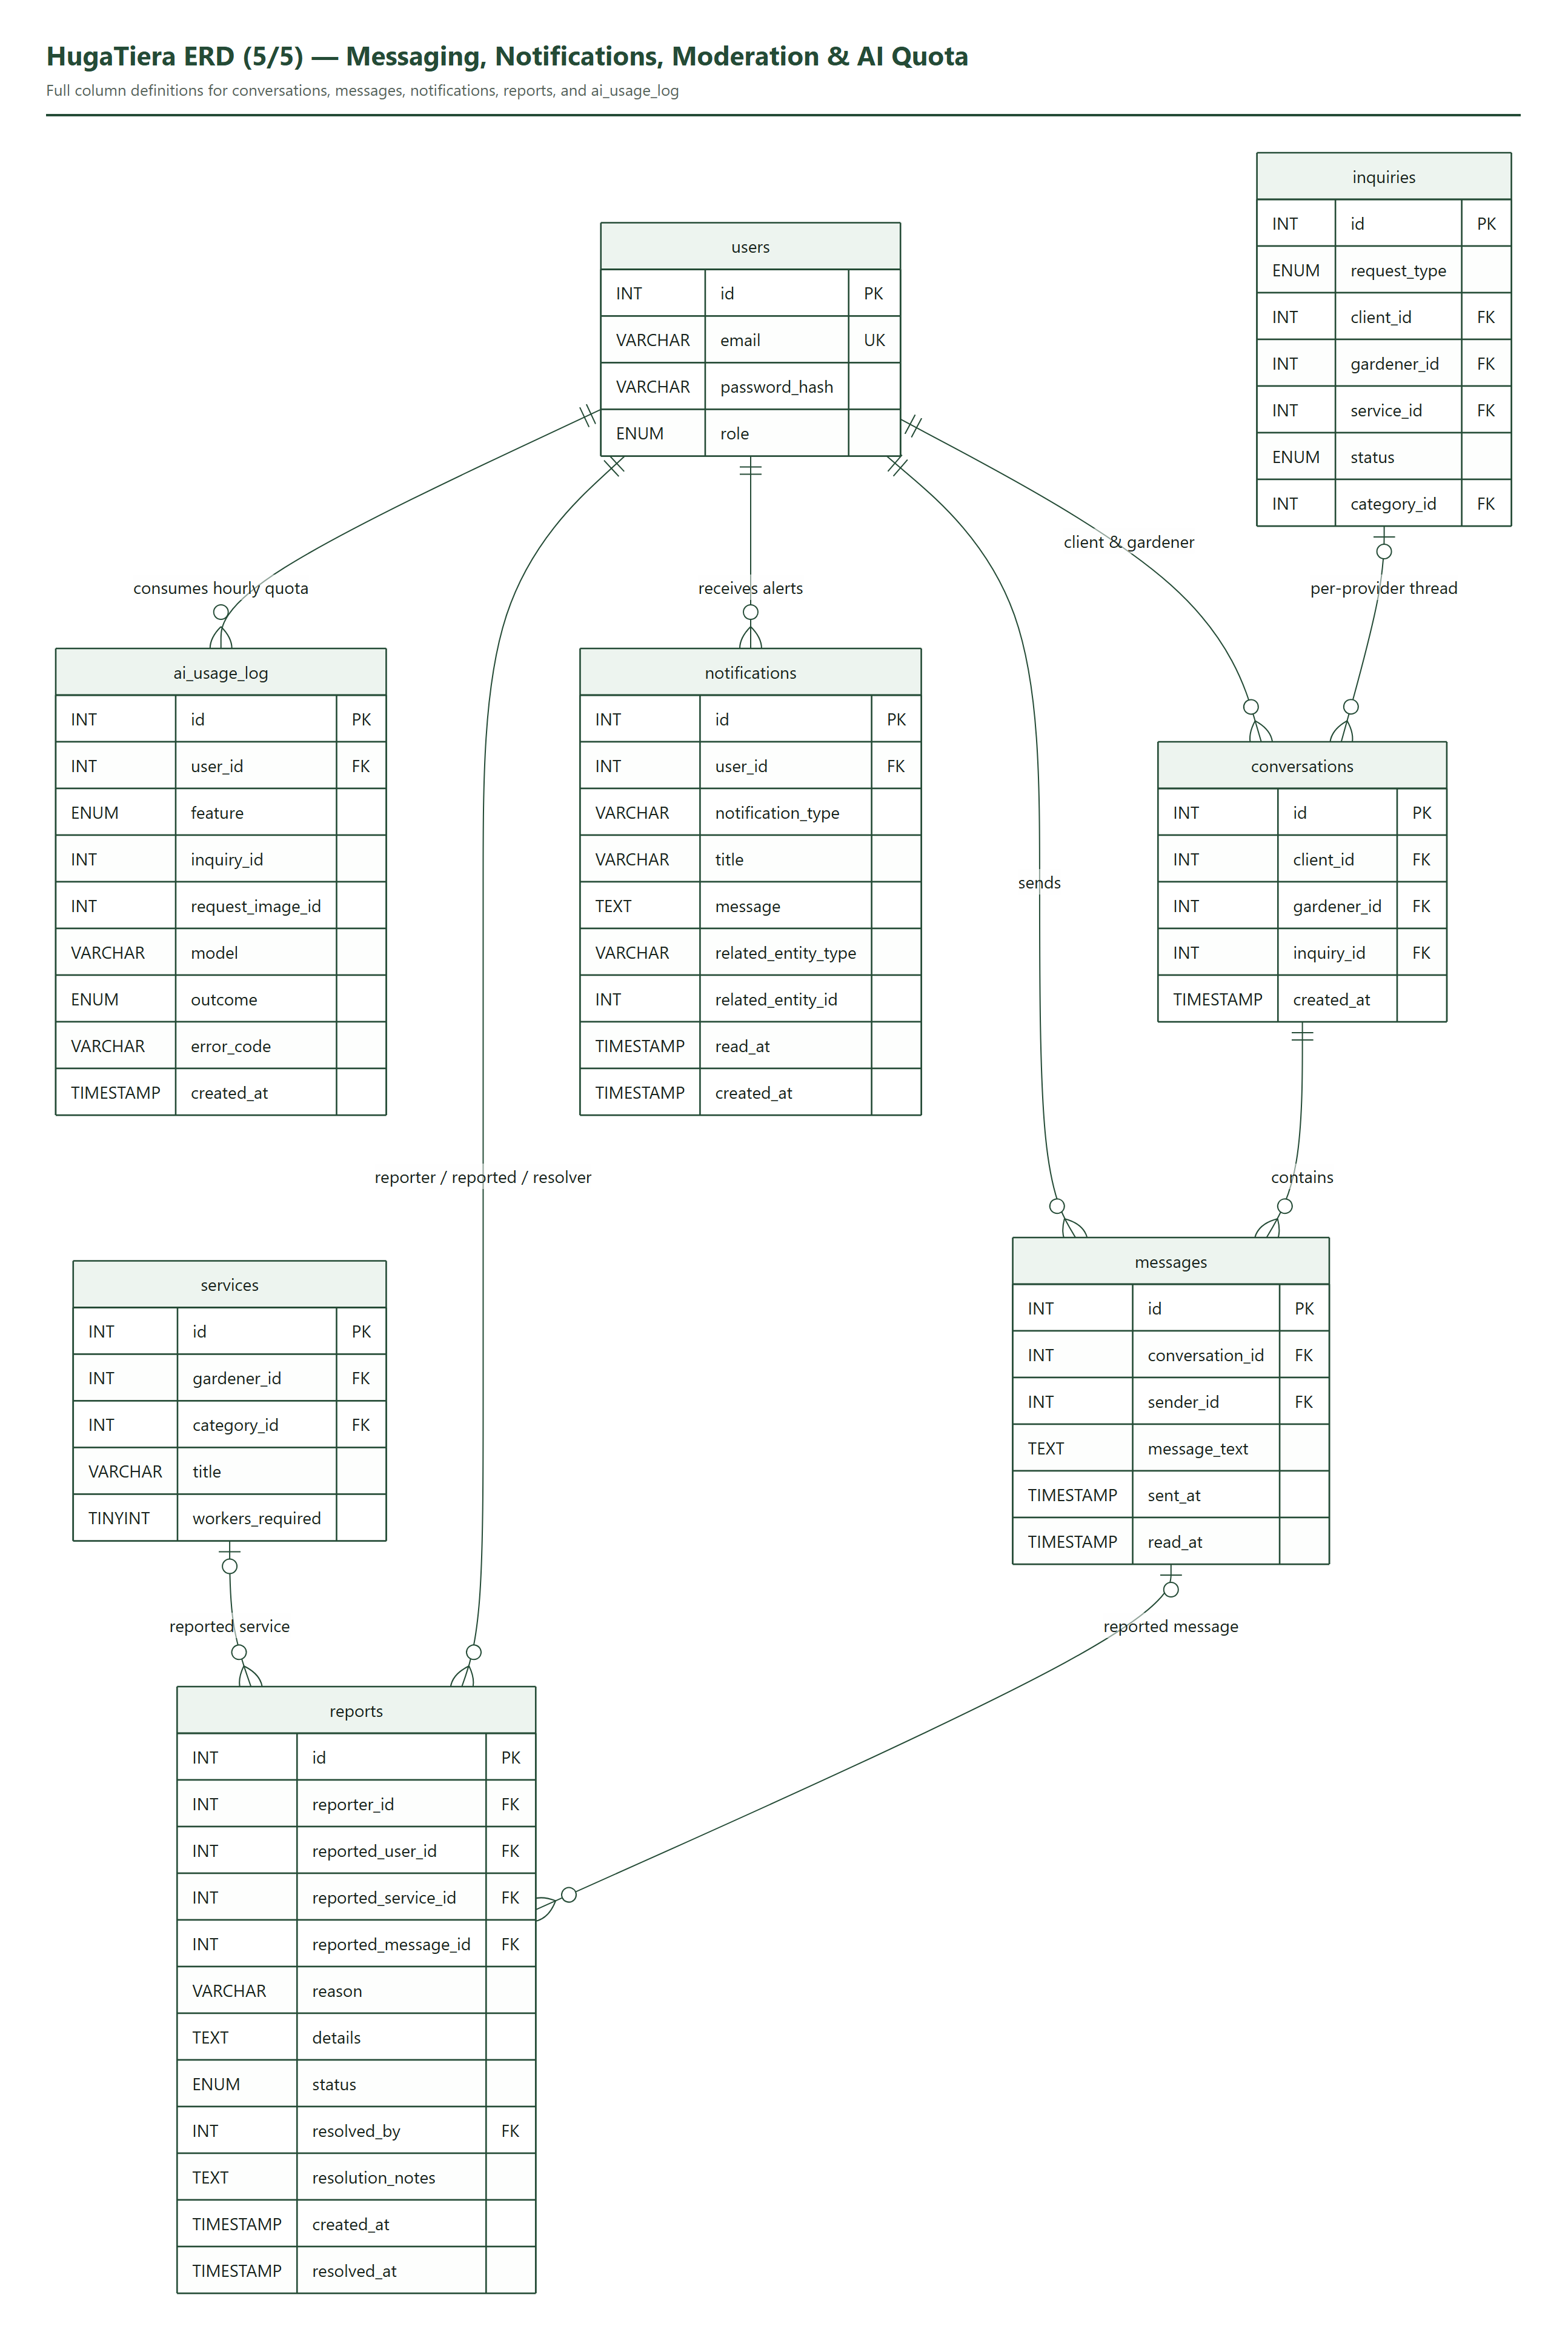 HugaTiera ERD (5/5) — Messaging, Notifications, Moderation & AI Quota
Full column definitions for conversations, messages, notifications, reports, and ai_usage_log
inquiries
INT id PK
ENUM request_type
INT client_id FK
INT gardener_id FK
INT service_id FK
ENUM status
INT category_id FK
users
INT id PK
VARCHAR email UK
VARCHAR password_hash
ENUM role
client & gardener
consumes hourly quota
receives alerts
per-provider thread
ai_usage_log
INT id PK
INT user_id FK
ENUM feature
INT inquiry_id
INT request_image_id
VARCHAR model
ENUM outcome
VARCHAR error_code
TIMESTAMP created_at
notifications
INT id PK
INT user_id FK
VARCHAR notification_type
VARCHAR title
TEXT message
VARCHAR related_entity_type
INT related_entity_id
TIMESTAMP read_at
TIMESTAMP created_at
sends
conversations
INT id PK
INT client_id FK
INT gardener_id FK
INT inquiry_id FK
TIMESTAMP created_at
reporter / reported / resolver
contains
services
INT id PK
INT gardener_id FK
INT category_id FK
VARCHAR title
TINYINT workers_required
messages
INT id PK
INT conversation_id FK
INT sender_id FK
TEXT message_text
TIMESTAMP sent_at
TIMESTAMP read_at
reported service
reported message
reports
INT id PK
INT reporter_id FK
INT reported_user_id FK
INT reported_service_id FK
INT reported_message_id FK
VARCHAR reason
TEXT details
ENUM status
INT resolved_by FK
TEXT resolution_notes
TIMESTAMP created_at
TIMESTAMP resolved_at